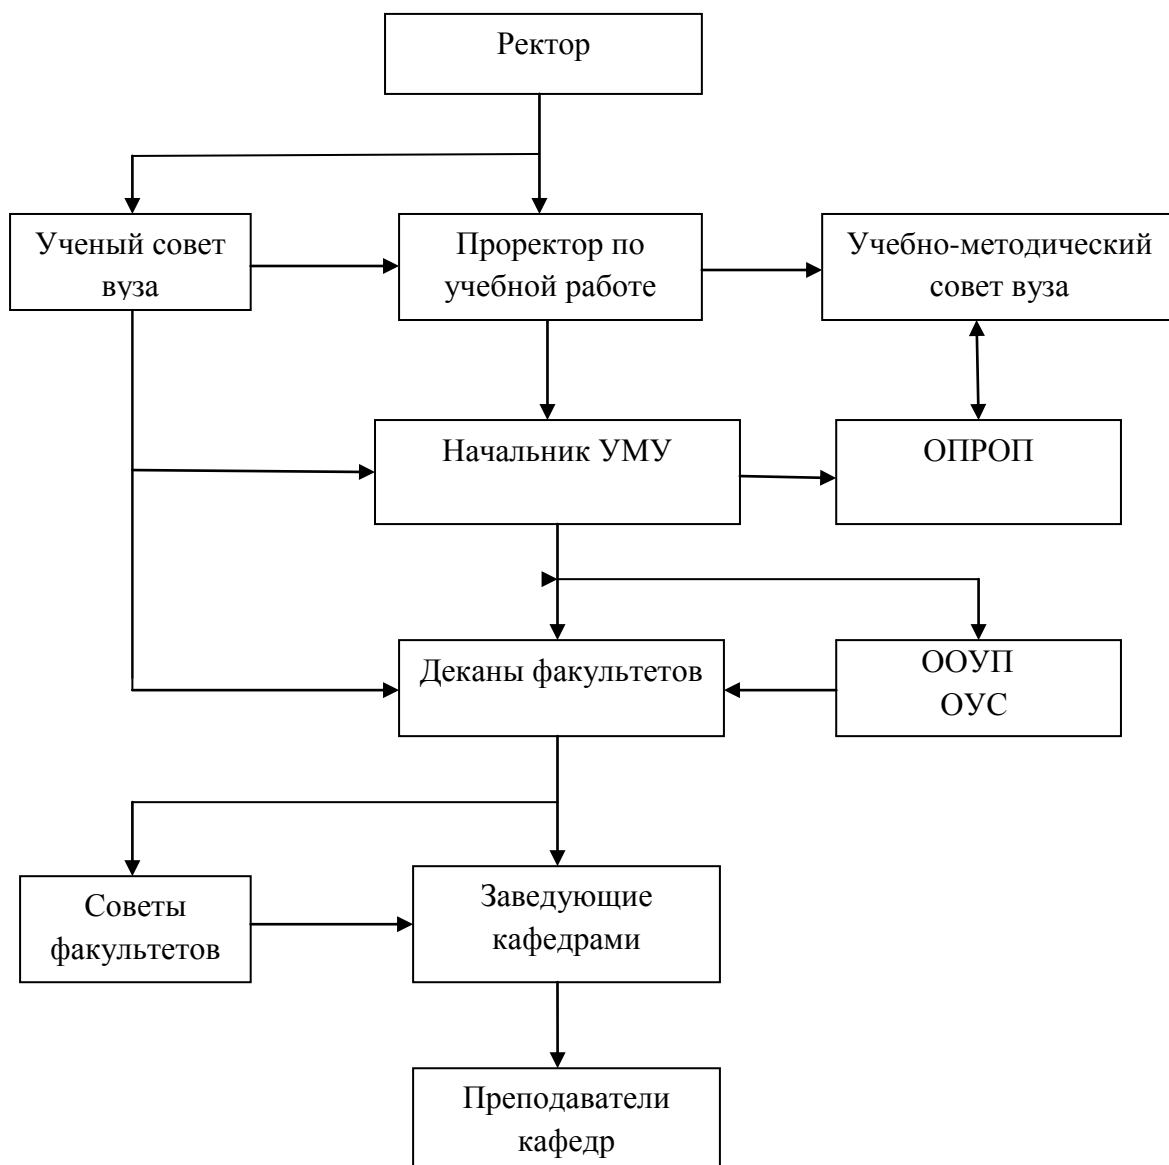 Ректор
Ученый совет
вуза
Проректор по
учебной работе
Учебно-методический
совет вуза
Начальник УМУ
ОПРОП
Деканы факультетов
ООУП
ОУС
Советы
факультетов
Заведующие
кафедрами
Преподаватели
кафедр